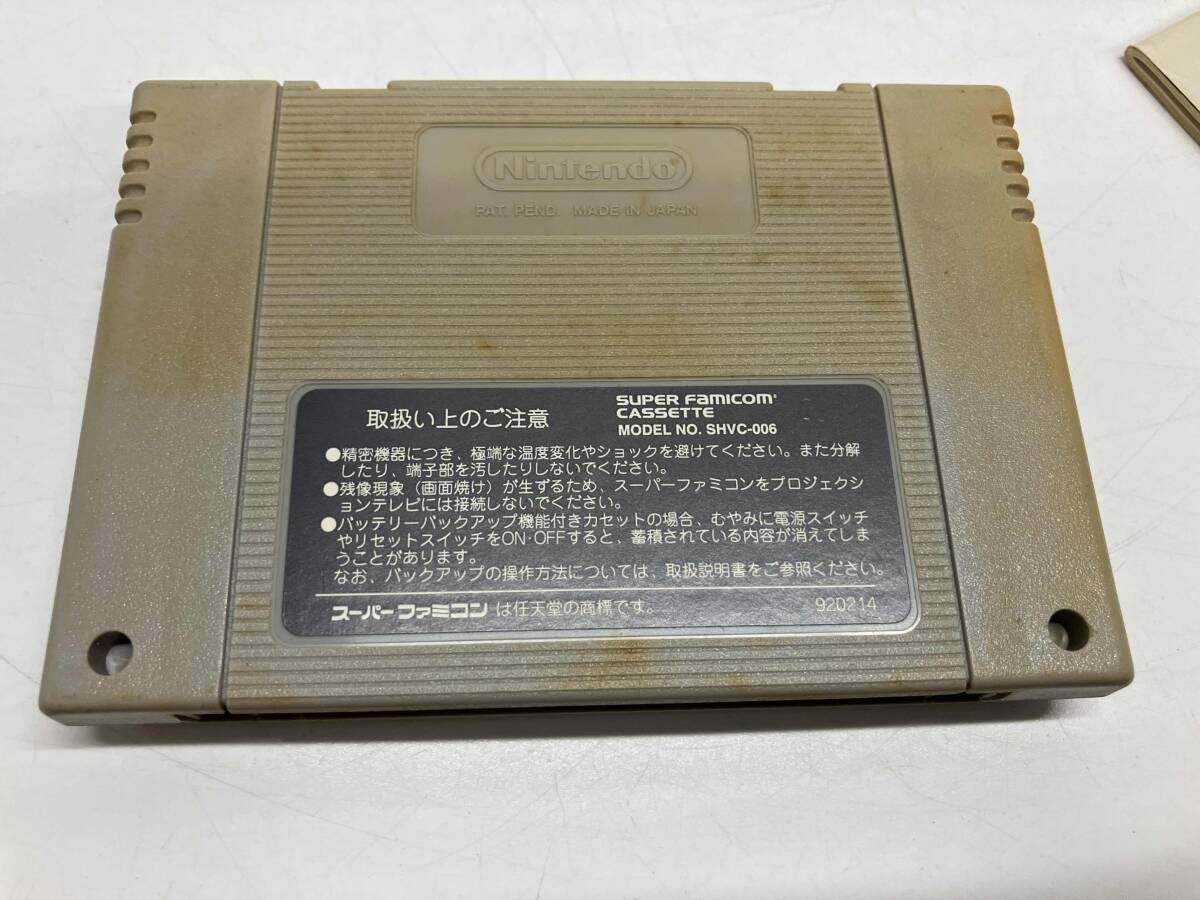 Nintendo®
PAT. PEND. MADE IN JAPAN
取扱い上のご注意
SUPER FAMICOM
CASSETTE
MODEL NO. SHVC-006
●精密機器につき、極端な温度変化やショックを避けてください。また分解
したり、端子部を汚したりしないでください。
●残像現象（画面焼け）が生ずるため、スーパーファミコンをプロジェクシ
ョンテレビには接続しないでください。
●バッテリーバックアップ機能付きカセットの場合、むやみに電源スイッチ
やリセットスイッチをON・OFFすると、蓄積されている内容が消えてしま
うことがあります。
なお、バックアップの操作方法については、取扱説明書をご参照ください。
スーパーファミコンは任天堂の商標です。
920214